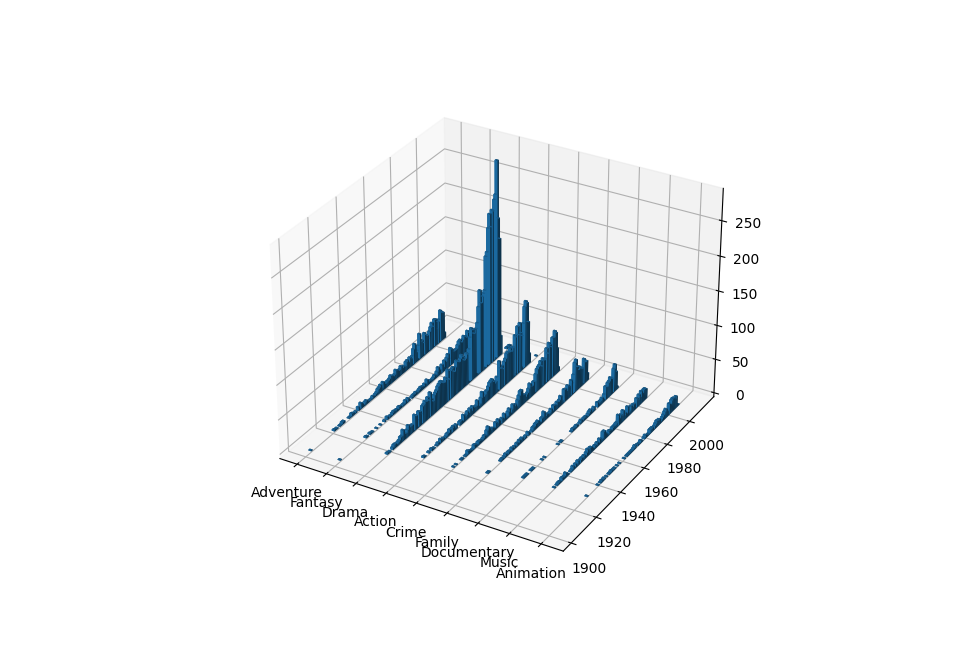 250
200
150
100
50
0
Adventure
Fantasy
Drama
Action
Crime
Family
Documentary
Music
Animation
2000
1980
1960
1940
1920
1900